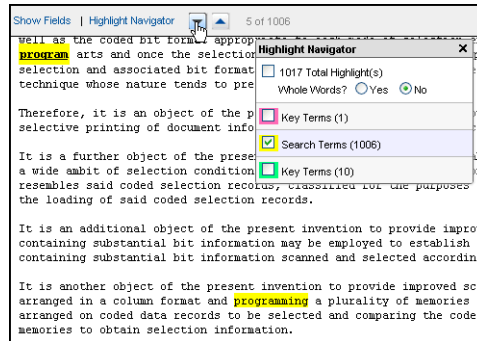 Show Fields | Highlight Navigator 5 of 1006
well as the coded bit format
program arts and once the selection
selection and associated bit format
technique whose nature tends to pre
Highlight Navigator X
1017 Total Highlight(s)
Whole Words? Yes No
Key Terms (1)
Search Terms (1006)
Key Terms (10)
Therefore, it is an object of the p
selective printing of document info
It is a further object of the prese
a wide ambit of selection condition
resembles said coded selection records, classified for the purposes
the loading of said coded selection records.
It is an additional object of the present invention to provide impro
containing substantial bit information may be employed to establish
containing substantial bit information scanned and selected accordin
It is another object of the present invention to provide improved sc
arranged in a column format and programming a plurality of memories
arranged on coded data records to be selected and comparing the code
memories to obtain selection information.